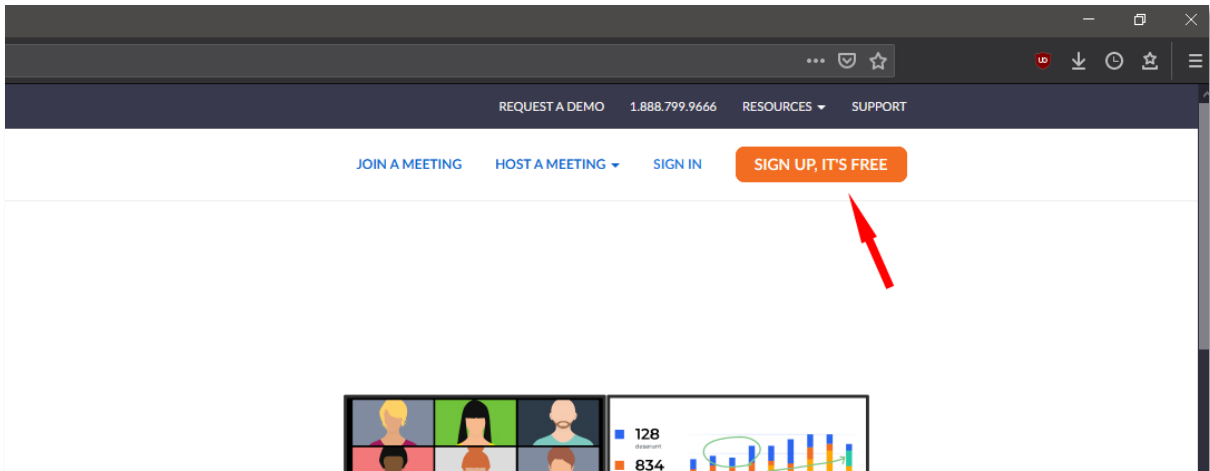 REQUEST A DEMO 1.888.799.9666 RESOURCES SUPPORT
JOIN A MEETING HOST A MEETING SIGN IN SIGN UP, IT'S FREE
128
deserunt
834